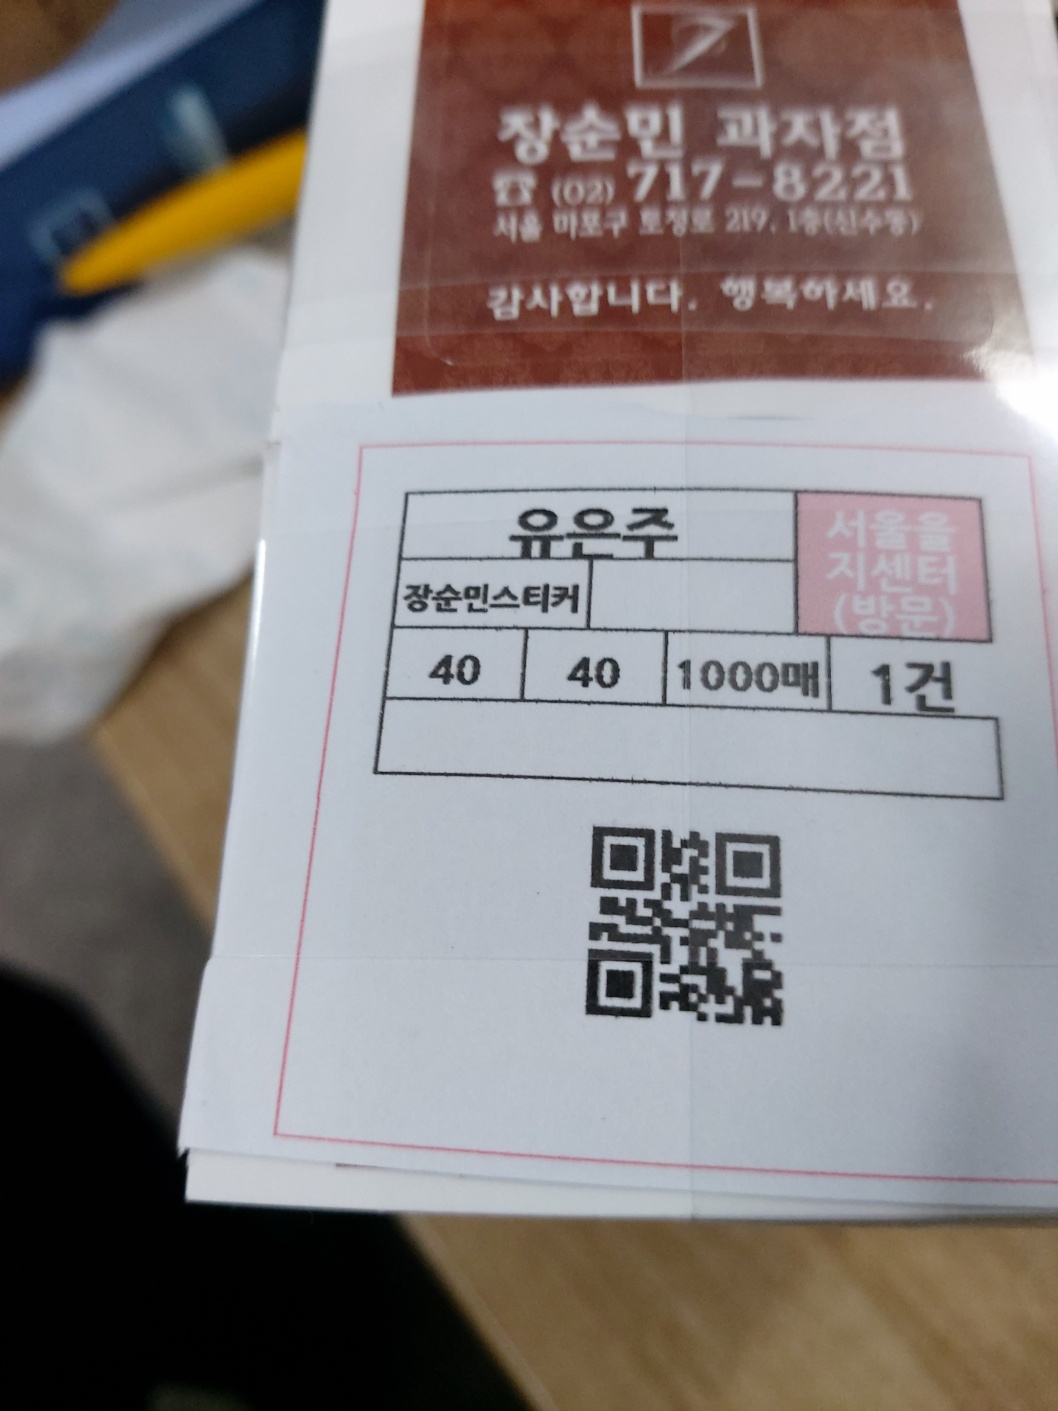 장순민 과자점
☎ (02) 717-8221
서울 마포구 토정로 219, 1층(신수동)
감사합니다. 행복하세요.
유은주
서울을
지센터
(방문)
장순민스티커
40 40 1000매 1건